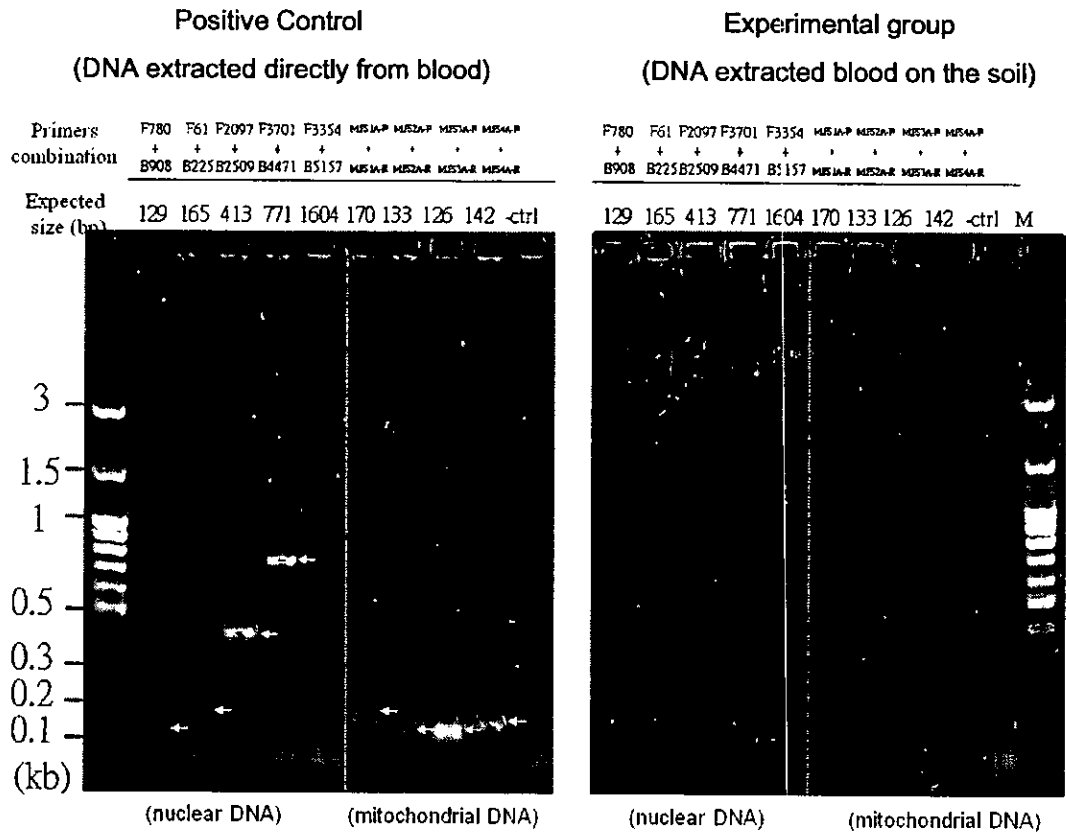 Positive Control
(DNA extracted directly from blood)
Primers combination
F780 F61 F2097 F3701 F3354
+ + + + + + + + +
B908 B225 B2509 B4471 B5157
Expected size (bp)
129 165 413 771 1604 170 133 126 142 -ctrl
3
1.5
1
0.5
0.3
0.2
0.1
(kb)
(nuclear DNA) (mitochondrial DNA)
Experimental group
(DNA extracted blood on the soil)
F780 F61 F2097 F3701 F3354
+ + + + + + + + +
B908 B225 B2509 B4471 B5157
129 165 413 771 1604 170 133 126 142 -ctrl M
(nuclear DNA) (mitochondrial DNA)